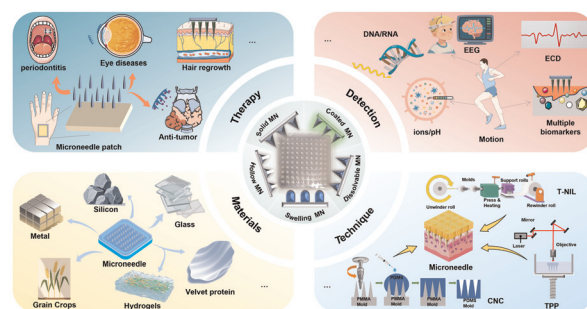 periodontitis
Eye diseases
Hair regrowth
...
Microneedle patch
Anti-tumor
Therapy
DNA/RNA
EEG
ECD
...
ions/pH
Motion
Multiple
biomarkers
Detection
Solid MN
Coated MN
Hollow MN
Dissolvable MN
Swelling MN
Materials
Silicon
Glass
Metal
Microneedle
Grain Crops
Hydrogels
Velvet protein
...
Technique
T-NIL
Molds
Support rolls
Unwinder roll
Press &
Heating
Rewinder roll
Mirror
Laser
Objective
Microneedle
PDMS
PMMA
Mold
PMMA
Mold
PMMA
Mold
PDMS
Mold
CNC
TPP
...